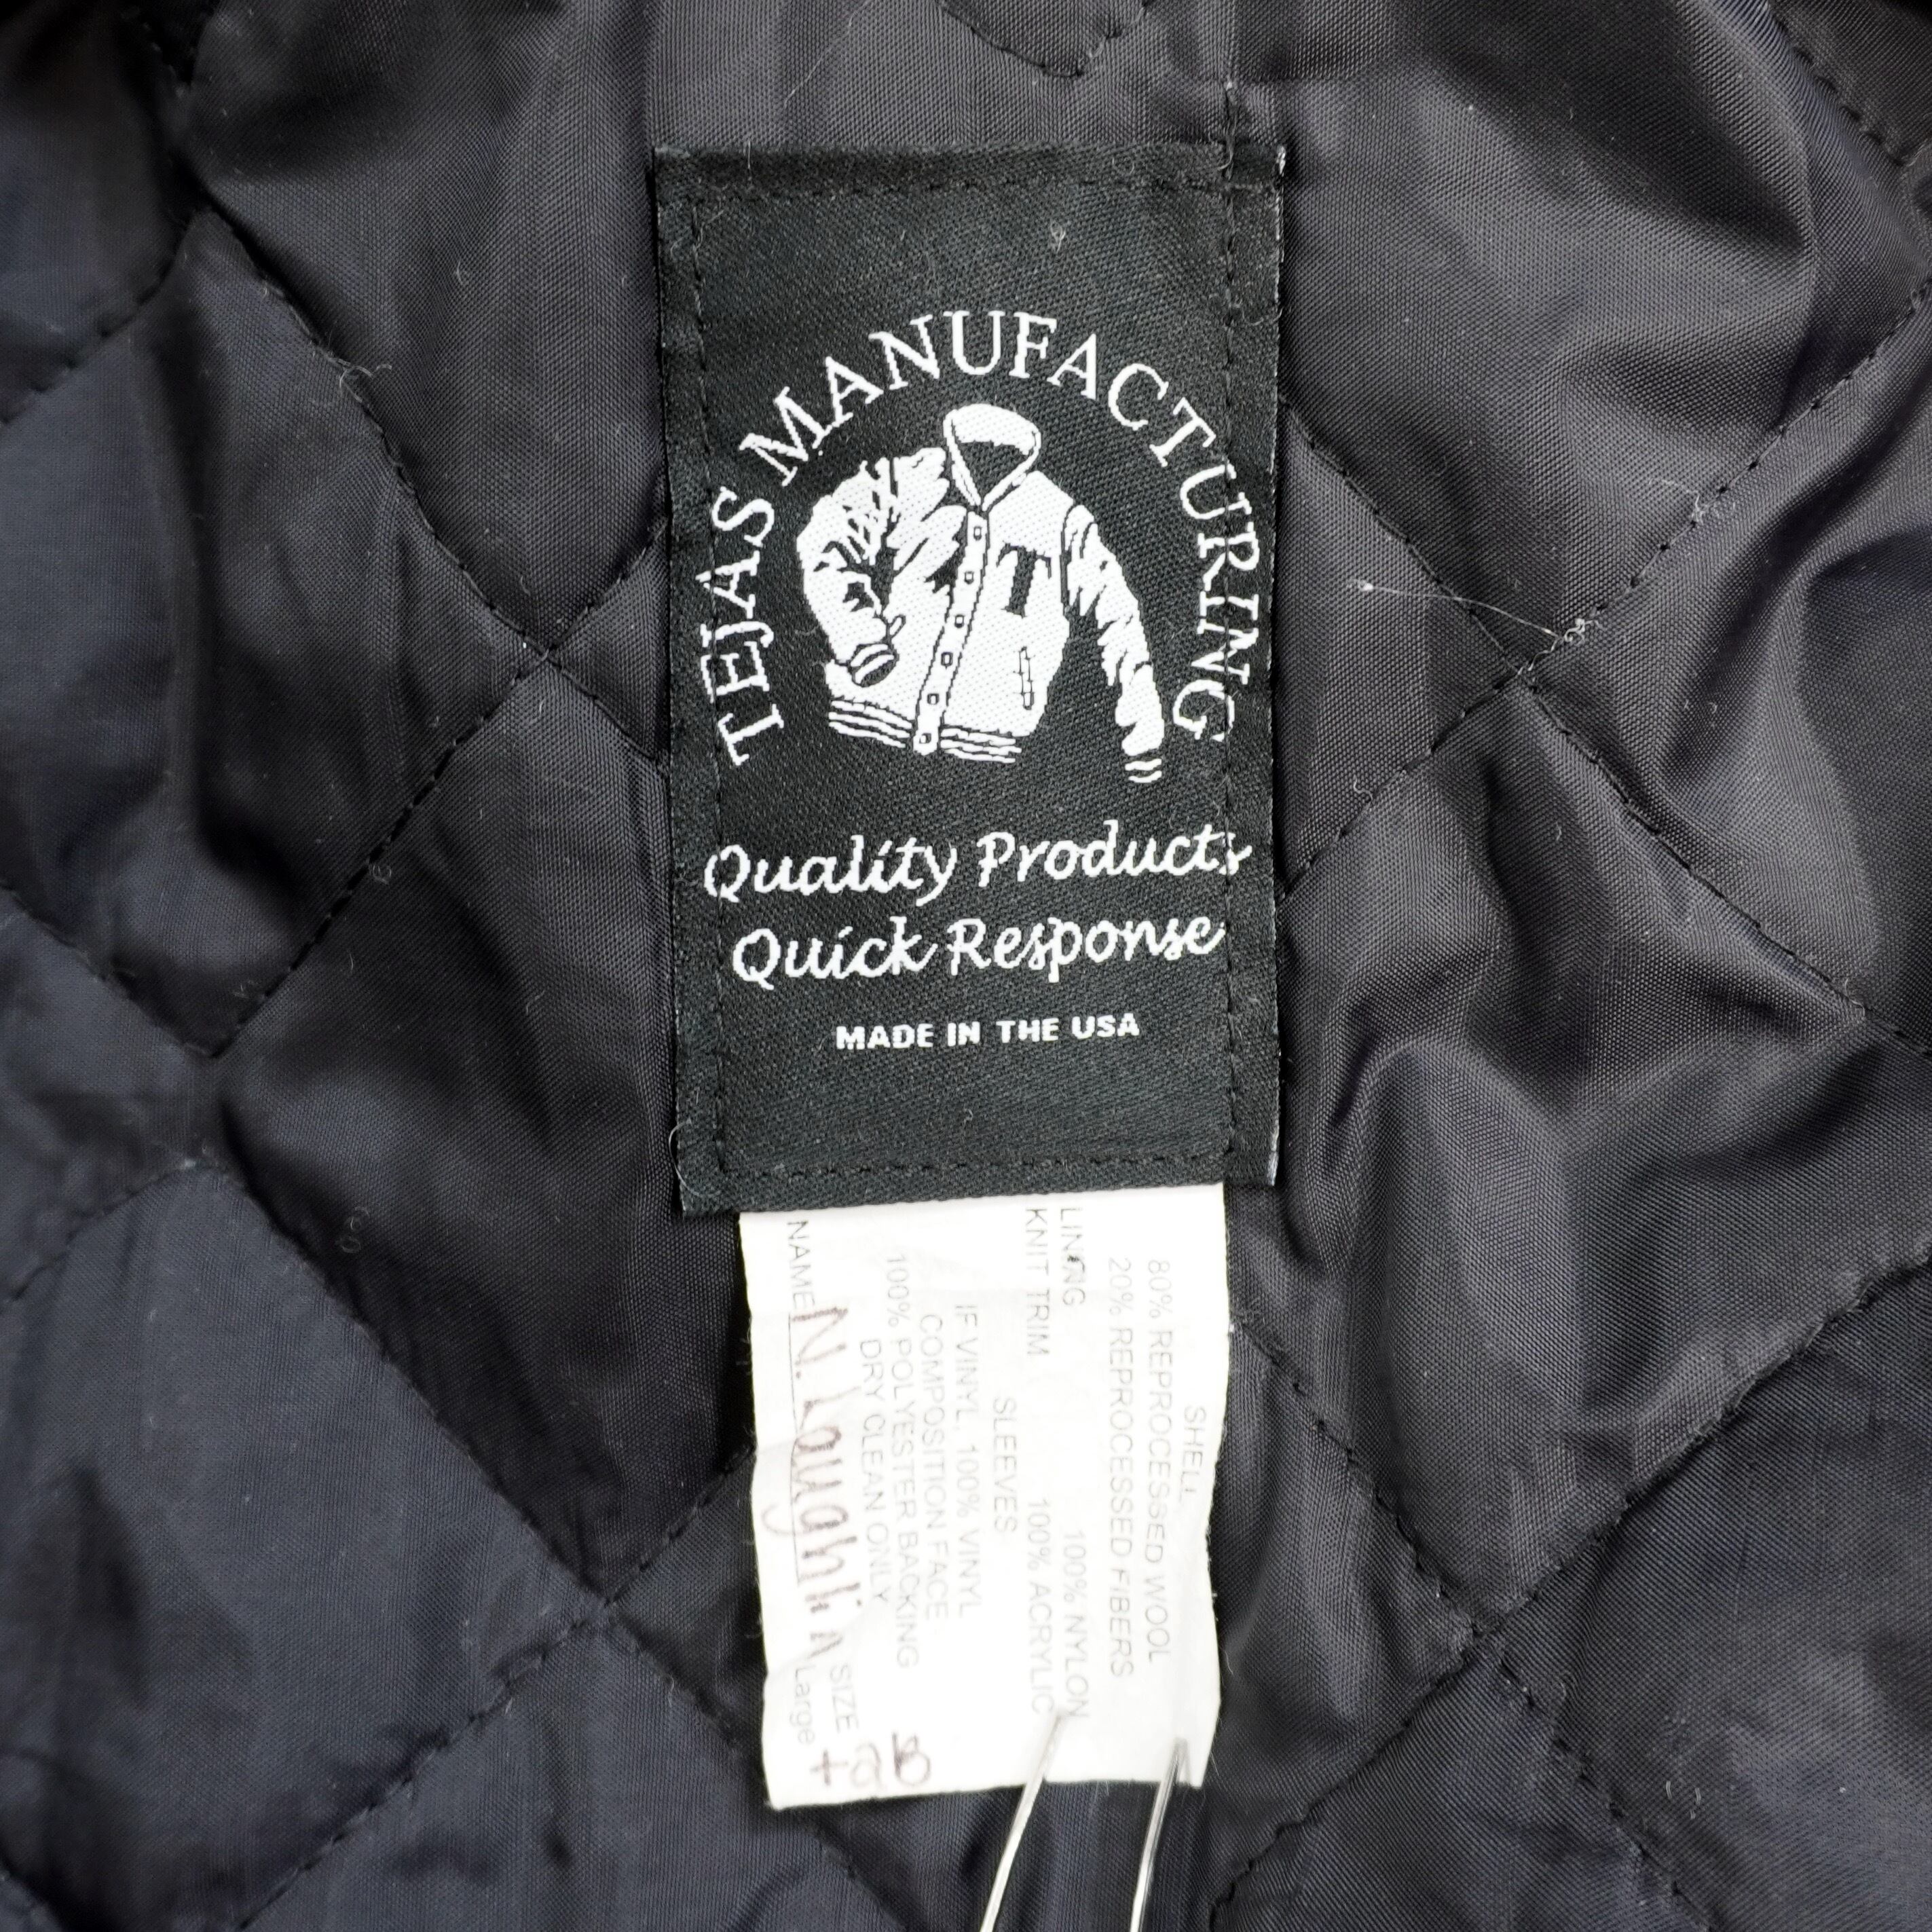 TEJAS MANUFACTURING
T
Quality Products
Quick Response
MADE IN THE USA
SHELL
80% REPROCESSED WOOL
20% REPROCESSED FIBERS
LINING 100% NYLON
KNIT TRIM 100% ACRYLIC
SLEEVES
IF VINYL, 100% VINYL
COMPOSITION FACE
100% POLYESTER BACKING
DRY CLEAN ONLY
NAME N. Laughlin SIZE Large